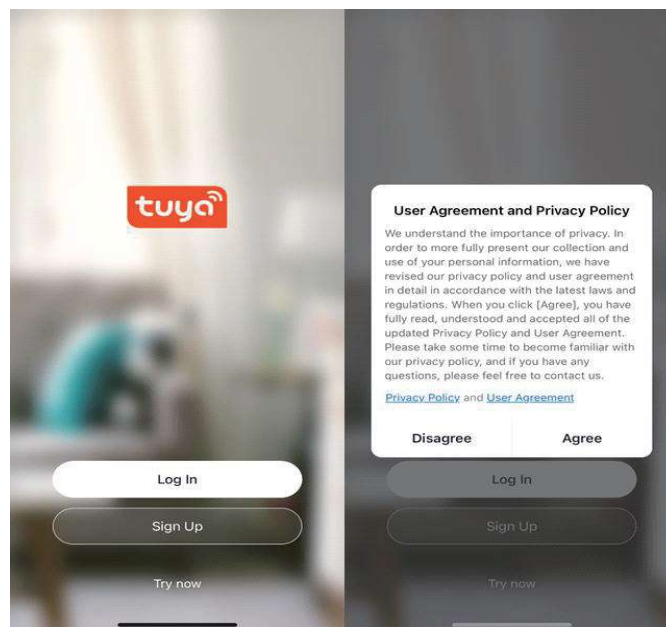 tuya
Log In
Sign Up
Try now
User Agreement and Privacy Policy
We understand the importance of privacy. In
order to more fully present our collection and
use of your personal information, we have
revised our privacy policy and user agreement
in detail in accordance with the latest laws and
regulations. When you click [Agree], you have
fully read, understood and accepted all of the
updated Privacy Policy and User Agreement.
Please take some time to become familiar with
our privacy policy, and if you have any
questions, please feel free to contact us.
Privacy Policy and User Agreement
Disagree Agree
Log In
Sign Up
Try now